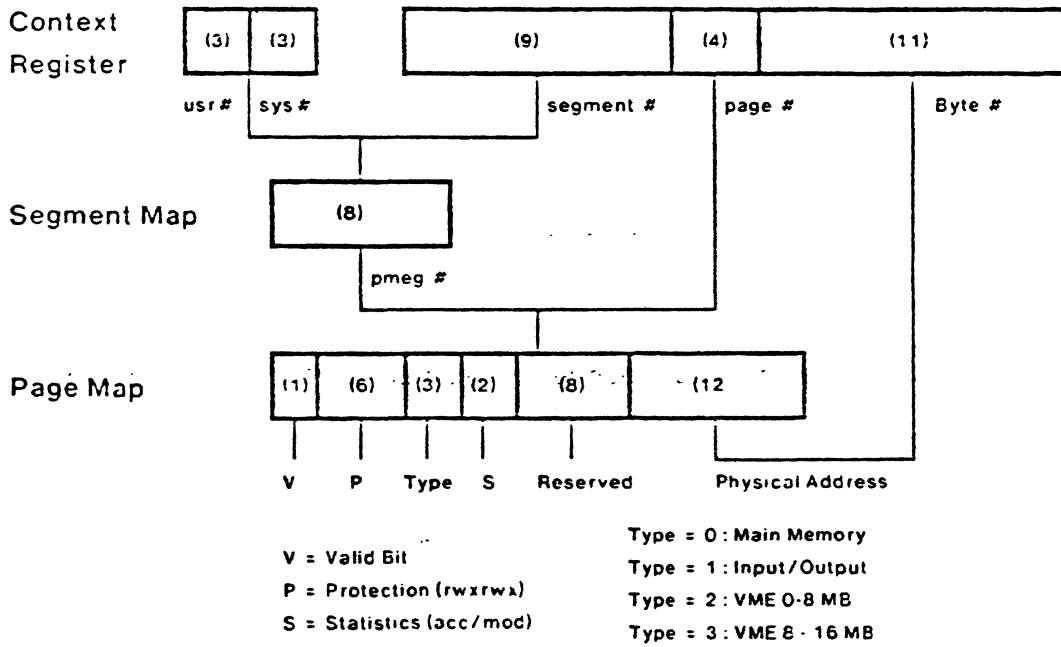 Context
Register
(3) (3) (9) (4) (11)
usr # sys # segment # page # Byte #
Segment Map
(8)
pmeg #
Page Map
(1) (6) (3) (2) (8) (12
V P Type S Reserved Physical Address
V = Valid Bit
P = Protection (rwxrwx)
S = Statistics (acc/mod)
Type = 0 : Main Memory
Type = 1 : Input/Output
Type = 2 : VME 0-8 MB
Type = 3 : VME 8 - 16 MB